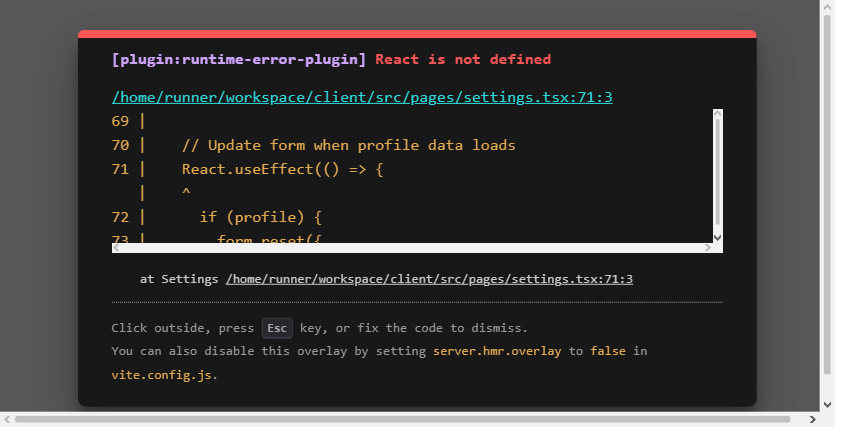 [plugin:runtime-error-plugin] React is not defined
/home/runner/workspace/client/src/pages/settings.tsx:71:3
69 |
70 |    // Update form when profile data loads
71 |    React.useEffect(() => {
   |    ^
72 |      if (profile) {
73 |        form.reset({
at Settings /home/runner/workspace/client/src/pages/settings.tsx:71:3
Click outside, press Esc key, or fix the code to dismiss.
You can also disable this overlay by setting server.hmr.overlay to false in
vite.config.js.